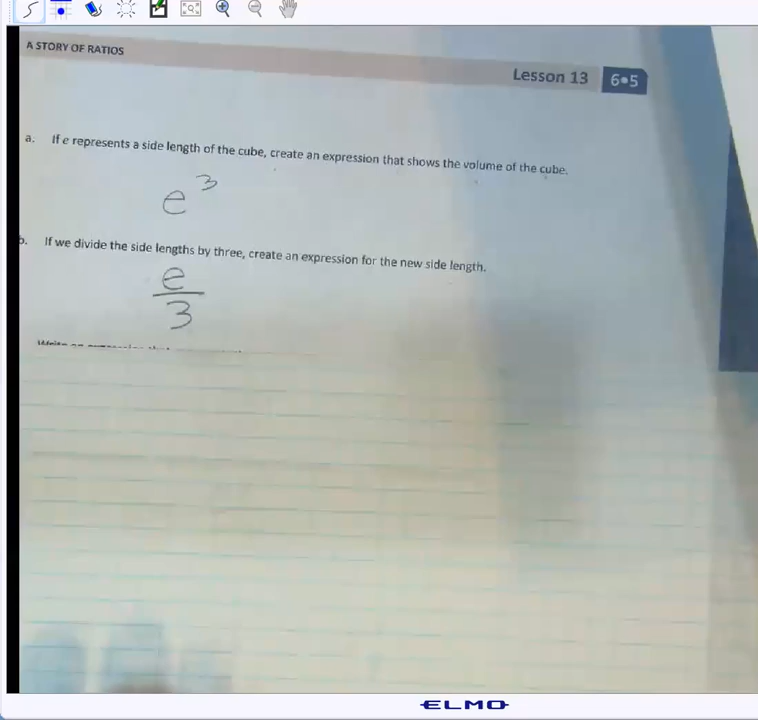 A STORY OF RATIOS
Lesson 13 6•5
a. If e represents a side length of the cube, create an expression that shows the volume of the cube.
e³
b. If we divide the side lengths by three, create an expression for the new side length.
e
3
ELMO